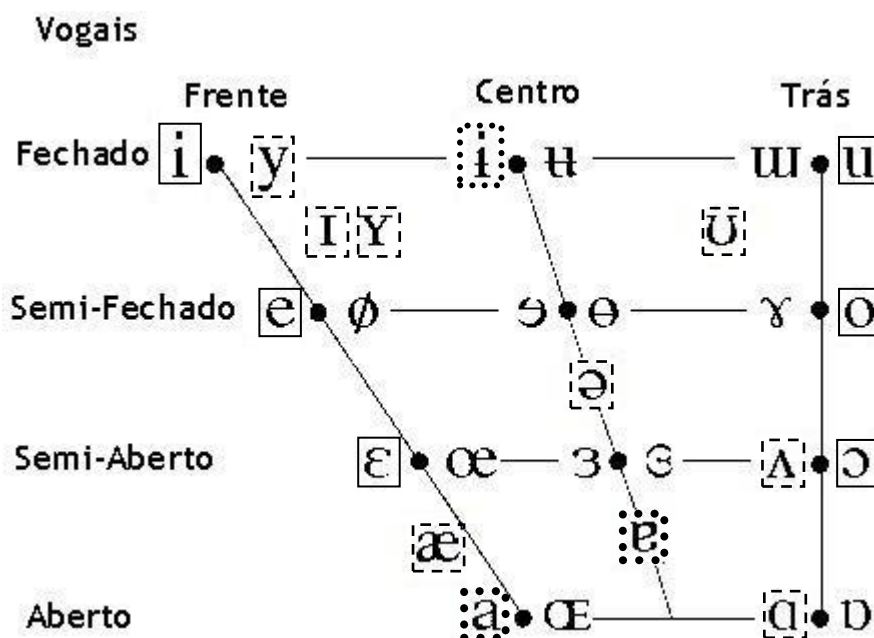 Vogais
Frente Centro Trás
Fechado i y ɨ ʉ ɯ u
ɪ ʏ ʊ
Semi-Fechado e ø ɘ ɵ ɤ o
ə
Semi-Aberto ɛ œ ɜ ɞ ʌ ɔ
æ ɐ
Aberto a ɶ ɑ ɒ